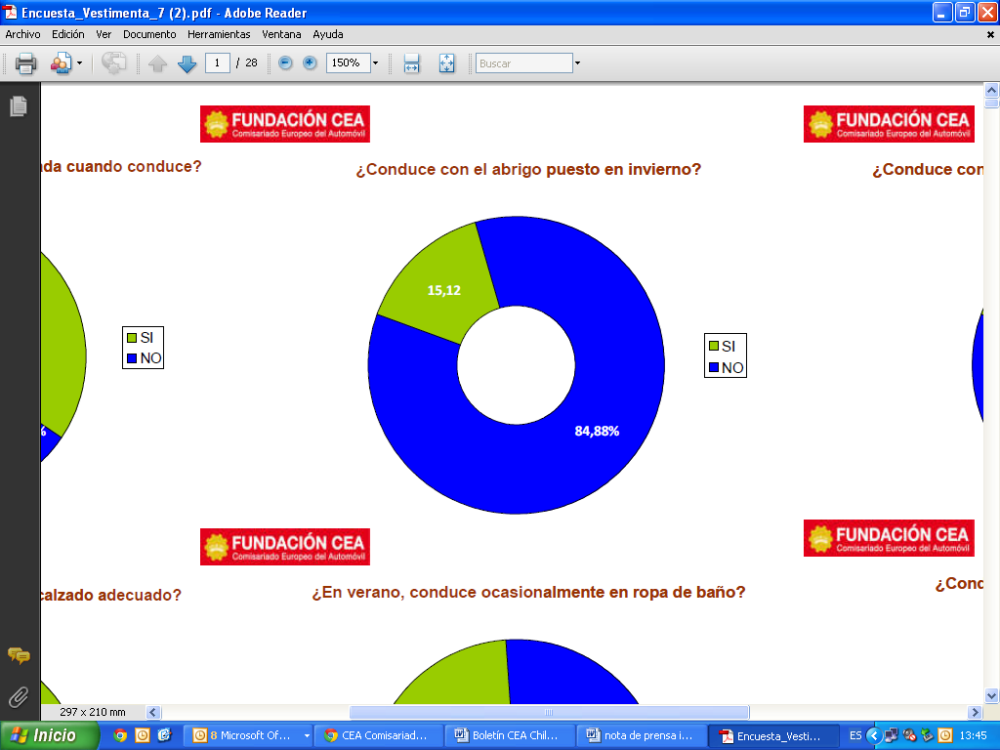 Encuesta_Vestimenta_7 (2).pdf - Adobe Reader
Archivo Edición Ver Documento Herramientas Ventana Ayuda
1 / 28 150% Buscar
FUNDACIÓN CEA
Comisariado Europeo del Automóvil
FUNDACIÓN CEA
Comisariado Europeo del Automóvil
ada cuando conduce?
¿Conduce con el abrigo puesto en invierno?
¿Conduce con
15,12
SI
NO
SI
NO
%
84,88%
FUNDACIÓN CEA
Comisariado Europeo del Automóvil
FUNDACIÓN CEA
Comisariado Europeo del Automóvil
calzado adecuado?
¿En verano, conduce ocasionalmente en ropa de baño?
¿Cond
297 x 210 mm
Inicio
8 Microsoft Of...
CEA Comisariad...
Boletín CEA Chil...
nota de prensa i...
Encuesta_Vesti...
ES
13:45